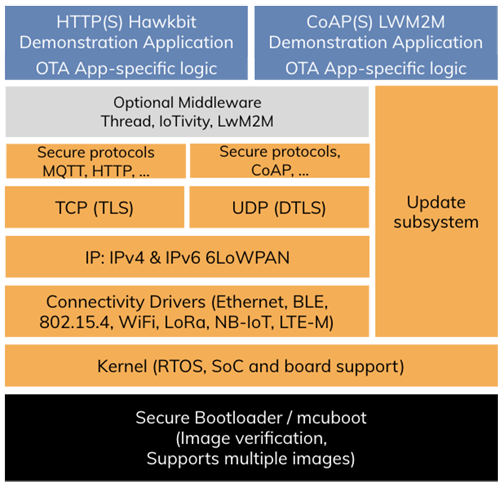 HTTP(S) Hawkbit
Demonstration Application
OTA App-specific logic
CoAP(S) LWM2M
Demonstration Application
OTA App-specific logic
Optional Middleware
Thread, IoTivity, LwM2M
Secure protocols
MQTT, HTTP, ...
Secure protocols,
CoAP, ...
TCP (TLS)
UDP (DTLS)
Update
subsystem
IP: IPv4 & IPv6 6LoWPAN
Connectivity Drivers (Ethernet, BLE,
802.15.4, WiFi, LoRa, NB-IoT, LTE-M)
Kernel (RTOS, SoC and board support)
Secure Bootloader / mcuboot
(Image verification,
Supports multiple images)